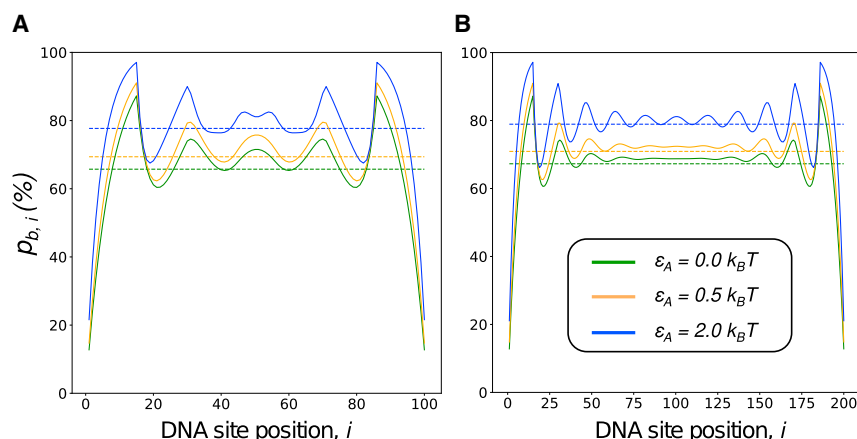 A
B
p_b, i (%)
100
80
60
40
20
0
0 20 40 60 80 100
DNA site position, i
100
80
60
40
20
0
0 25 50 75 100 125 150 175 200
DNA site position, i
ε_A = 0.0 k_BT
ε_A = 0.5 k_BT
ε_A = 2.0 k_BT